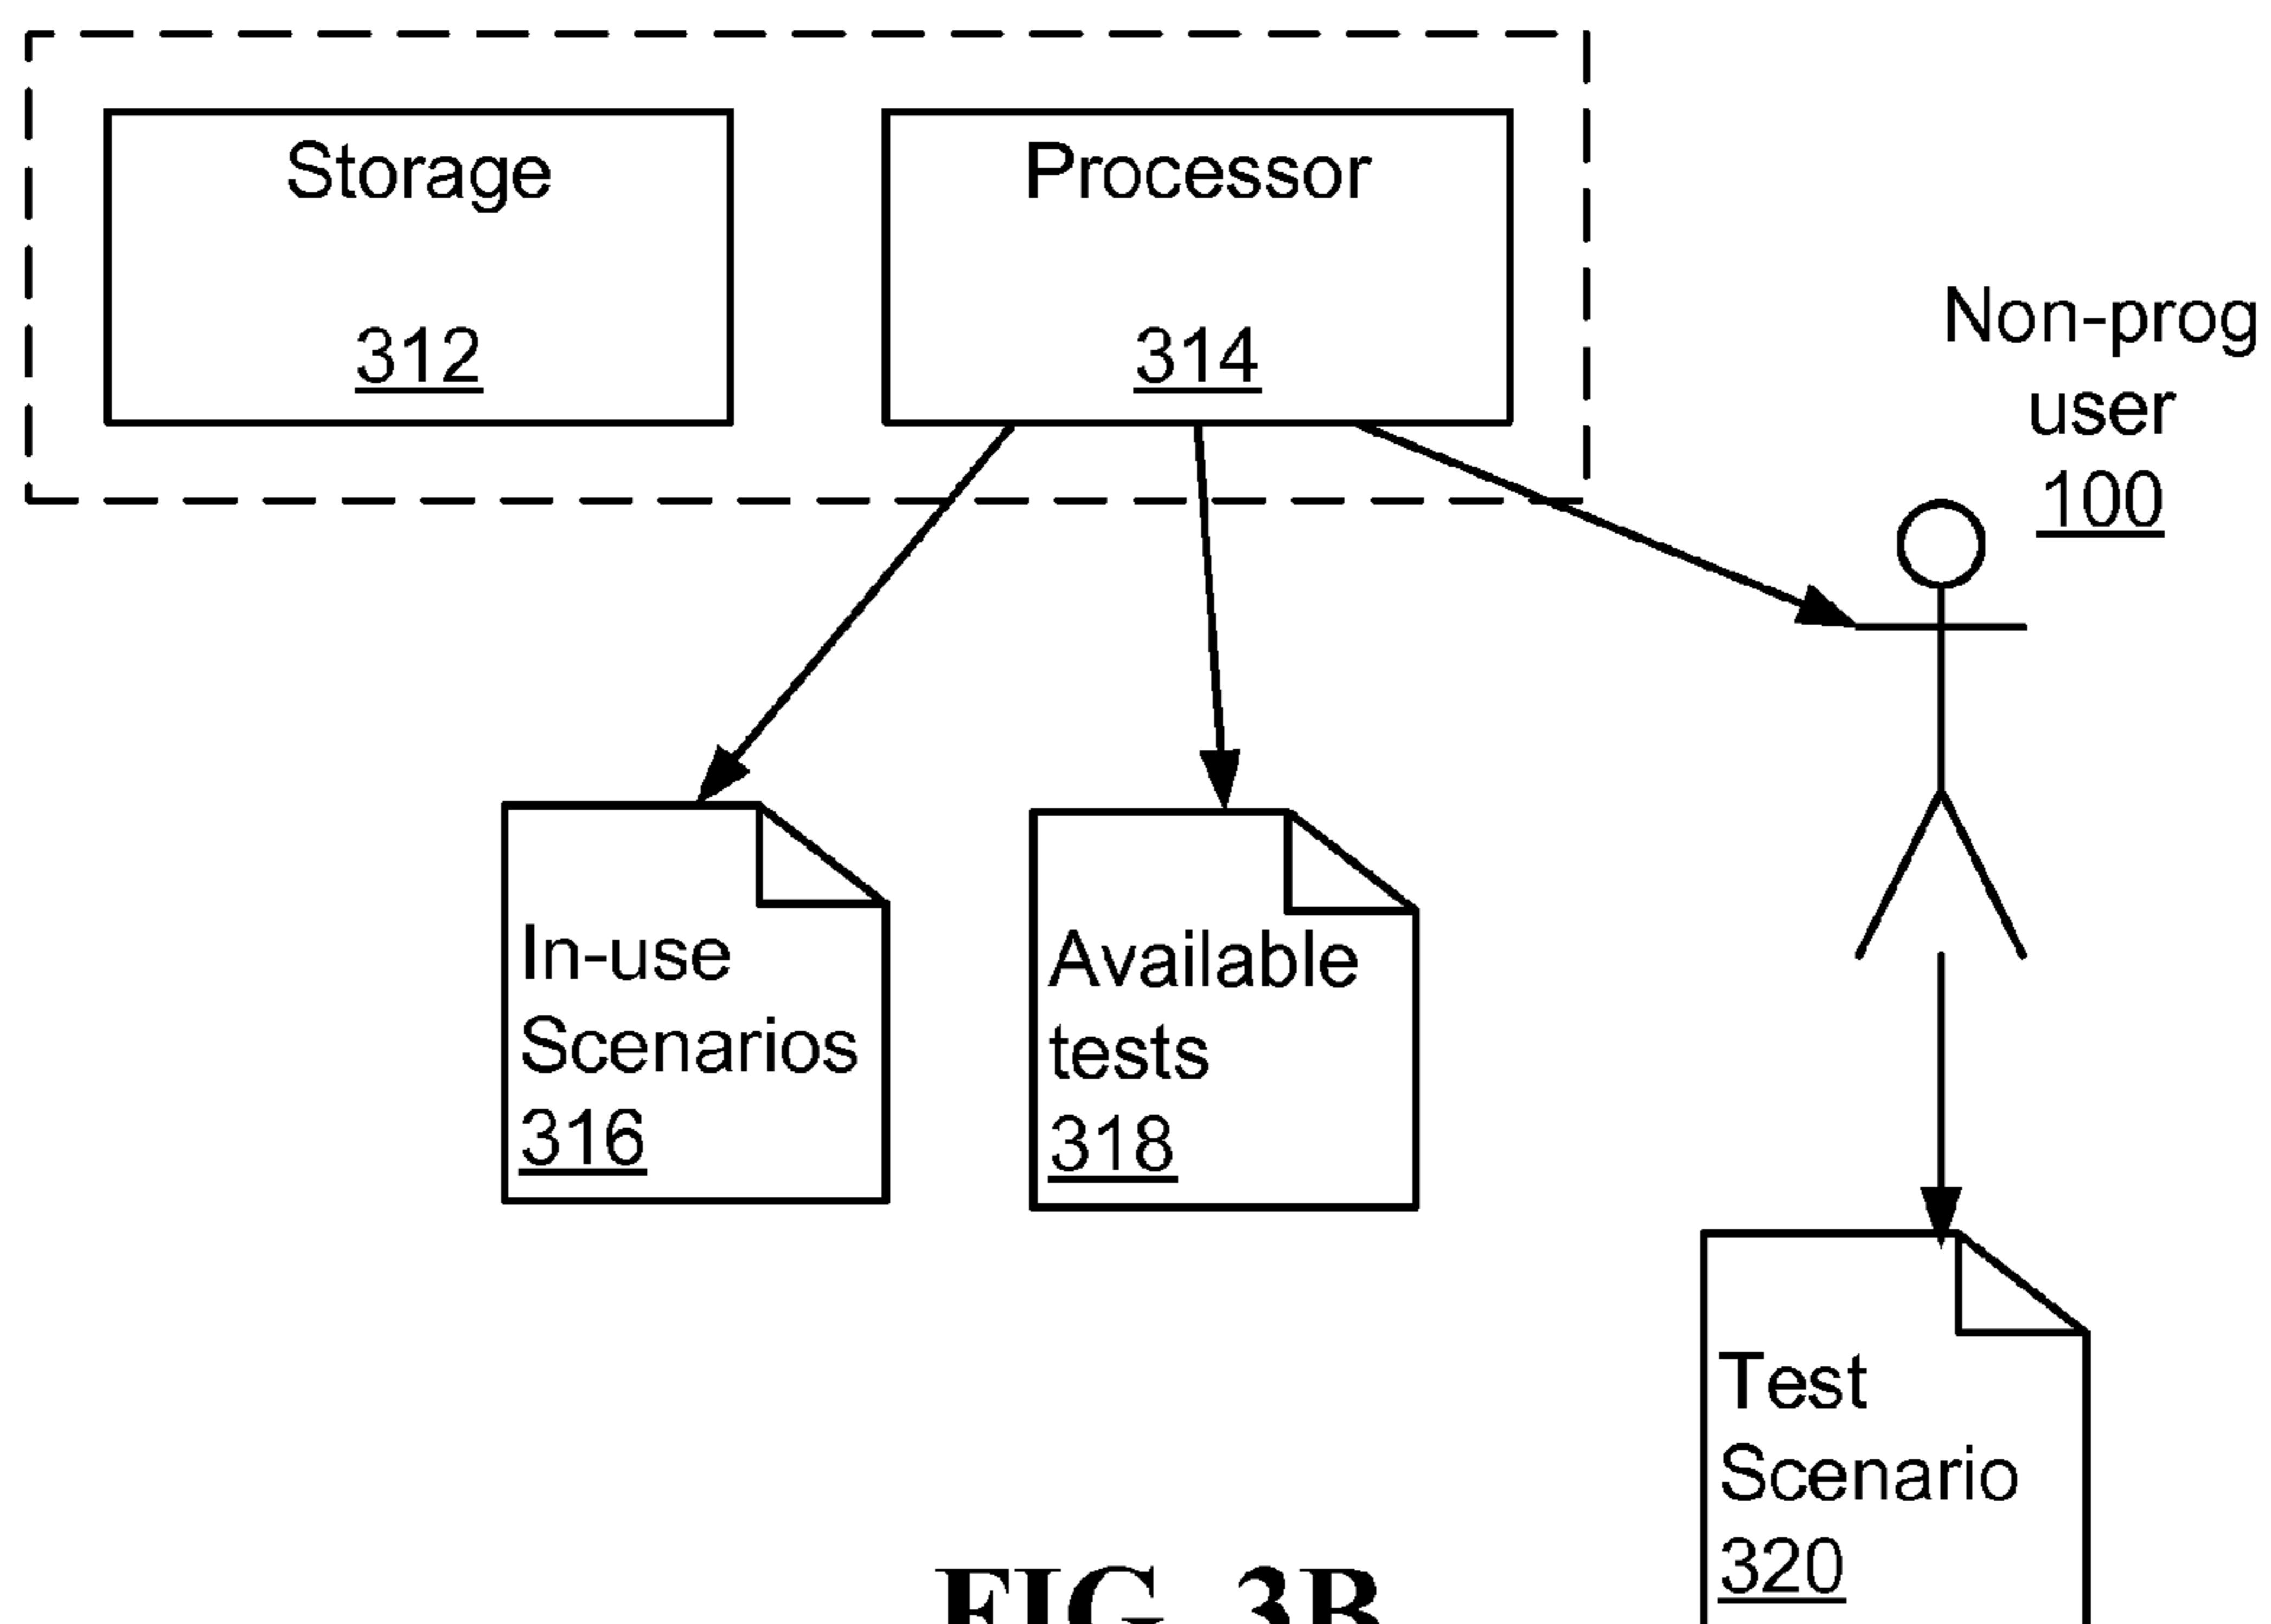 Storage
312
Processor
314
Non-prog
user
100
In-use
Scenarios
316
Available
tests
318
Test
Scenario
320
FIG. 3B